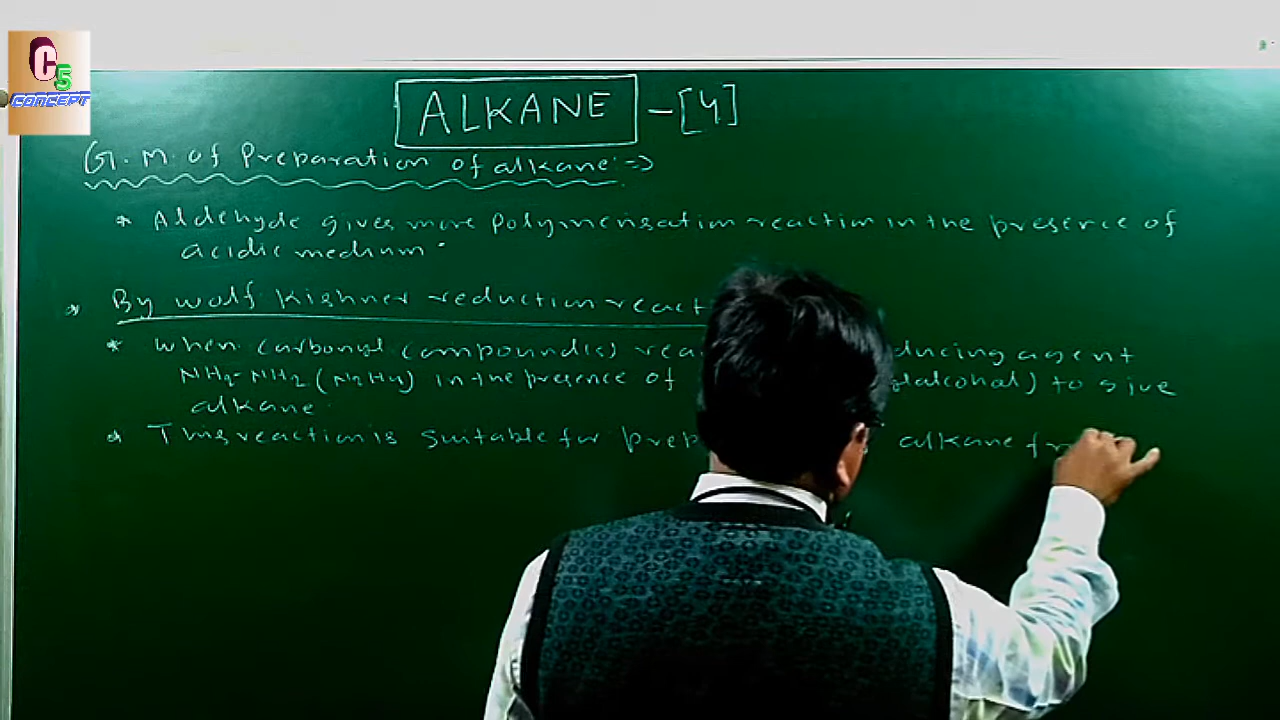 C5
CONCEPT
ALKANE - [4]
G.M. of Preparation of alkane :->
* Aldehyde gives more polymerisation reaction in the presence of
acidic medium.
* By wolf Kishner reduction react
* When carbonyl compound(s) rea ducing agent
NH2-NH2 (N2H4) in the presence of glalcohal) to give
alkane.
* This reaction is suitable for prep alkane fr